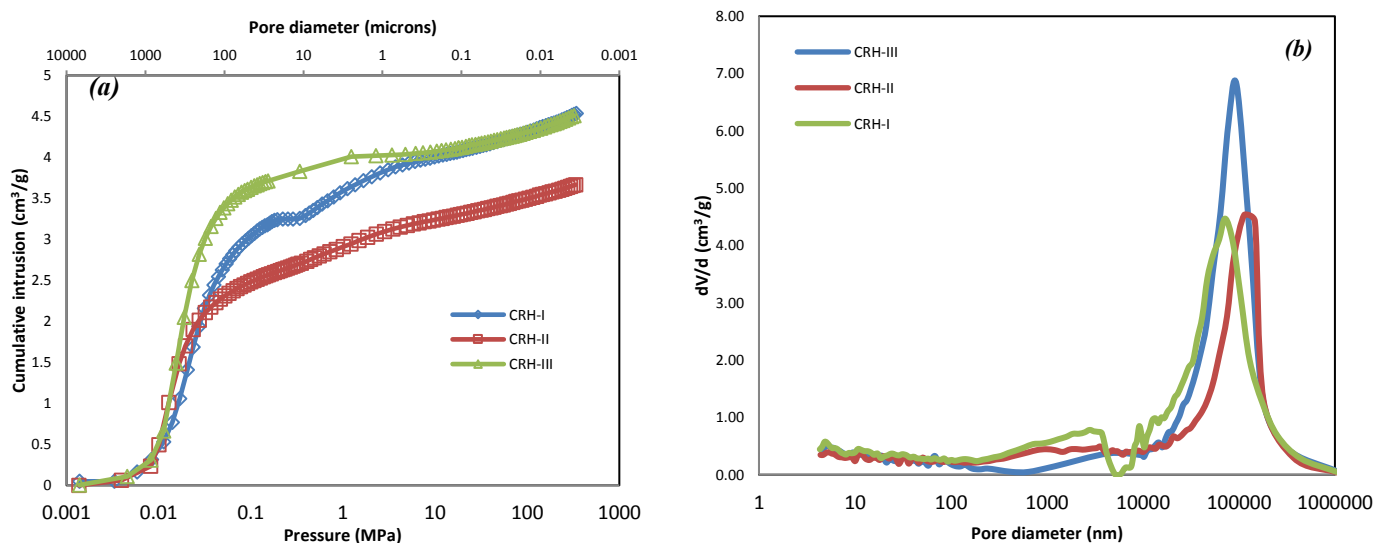 Pore diameter (microns)
10000 1000 100 10 1 0.1 0.01 0.001
(a)
5
4.5
4
3.5
3
2.5
2
1.5
1
0.5
0
Cumulative intrusion (cm³/g)
CRH-I
CRH-II
CRH-III
0.001 0.01 0.1 1 10 100 1000
Pressure (MPa)
(b)
8.00
7.00
6.00
5.00
4.00
3.00
2.00
1.00
0.00
dV/d (cm³/g)
CRH-III
CRH-II
CRH-I
1 10 100 1000 10000 100000 1000000
Pore diameter (nm)